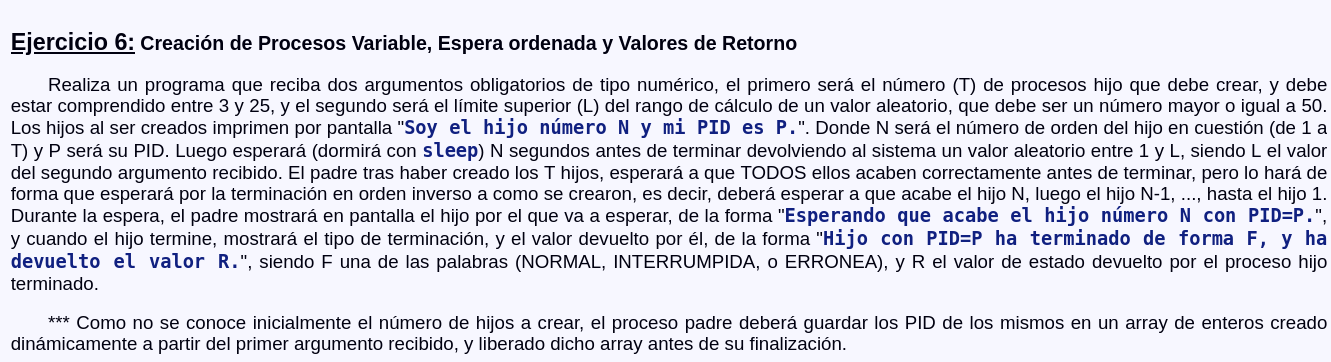 Ejercicio 6: Creación de Procesos Variable, Espera ordenada y Valores de Retorno
Realiza un programa que reciba dos argumentos obligatorios de tipo numérico, el primero será el número (T) de procesos hijo que debe crear, y debe
estar comprendido entre 3 y 25, y el segundo será el límite superior (L) del rango de cálculo de un valor aleatorio, que debe ser un número mayor o igual a 50.
Los hijos al ser creados imprimen por pantalla "Soy el hijo número N y mi PID es P.". Donde N será el número de orden del hijo en cuestión (de 1 a
T) y P será su PID. Luego esperará (dormirá con sleep) N segundos antes de terminar devolviendo al sistema un valor aleatorio entre 1 y L, siendo L el valor
del segundo argumento recibido. El padre tras haber creado los T hijos, esperará a que TODOS ellos acaben correctamente antes de terminar, pero lo hará de
forma que esperará por la terminación en orden inverso a como se crearon, es decir, deberá esperar a que acabe el hijo N, luego el hijo N-1, ..., hasta el hijo 1.
Durante la espera, el padre mostrará en pantalla el hijo por el que va a esperar, de la forma "Esperando que acabe el hijo número N con PID=P.",
y cuando el hijo termine, mostrará el tipo de terminación, y el valor devuelto por él, de la forma "Hijo con PID=P ha terminado de forma F, y ha
devuelto el valor R.", siendo F una de las palabras (NORMAL, INTERRUMPIDA, o ERRONEA), y R el valor de estado devuelto por el proceso hijo
terminado.
*** Como no se conoce inicialmente el número de hijos a crear, el proceso padre deberá guardar los PID de los mismos en un array de enteros creado
dinámicamente a partir del primer argumento recibido, y liberado dicho array antes de su finalización.